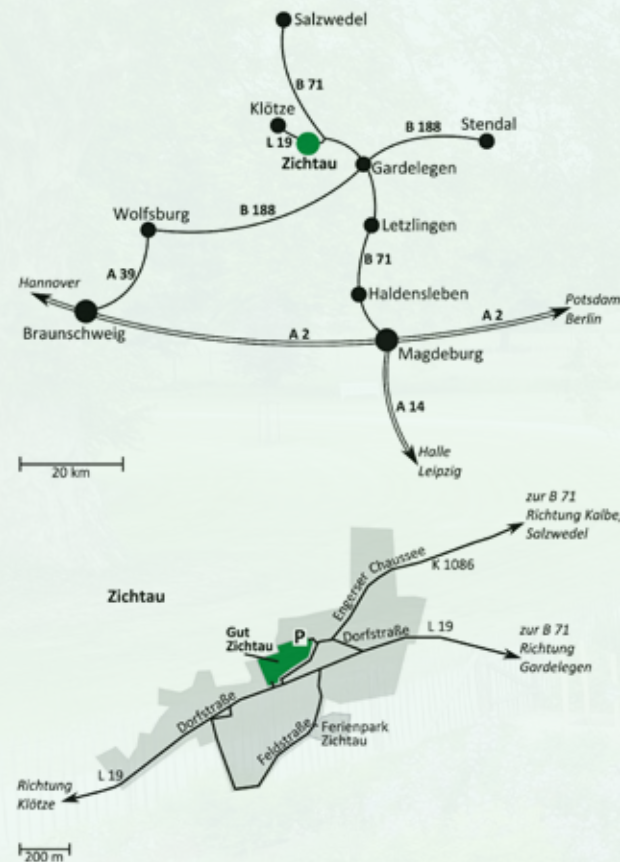 Salzwedel
B 71
Klötze
L 19
Zichtau
B 188
Stendal
Gardelegen
Wolfsburg
B 188
Letzlingen
B 71
A 39
Hannover
Haldensleben
Potsdam
Berlin
Braunschweig
A 2
A 2
Magdeburg
A 14
Halle
Leipzig
20 km
zur B 71
Richtung Kalbe,
Salzwedel
Engerser Chaussee
K 1086
Zichtau
Gut
Zichtau
P
Dorfstraße
L 19
zur B 71
Richtung
Gardelegen
Dorfstraße
Feldstraße
Ferienpark
Zichtau
L 19
Richtung
Klötze
200 m